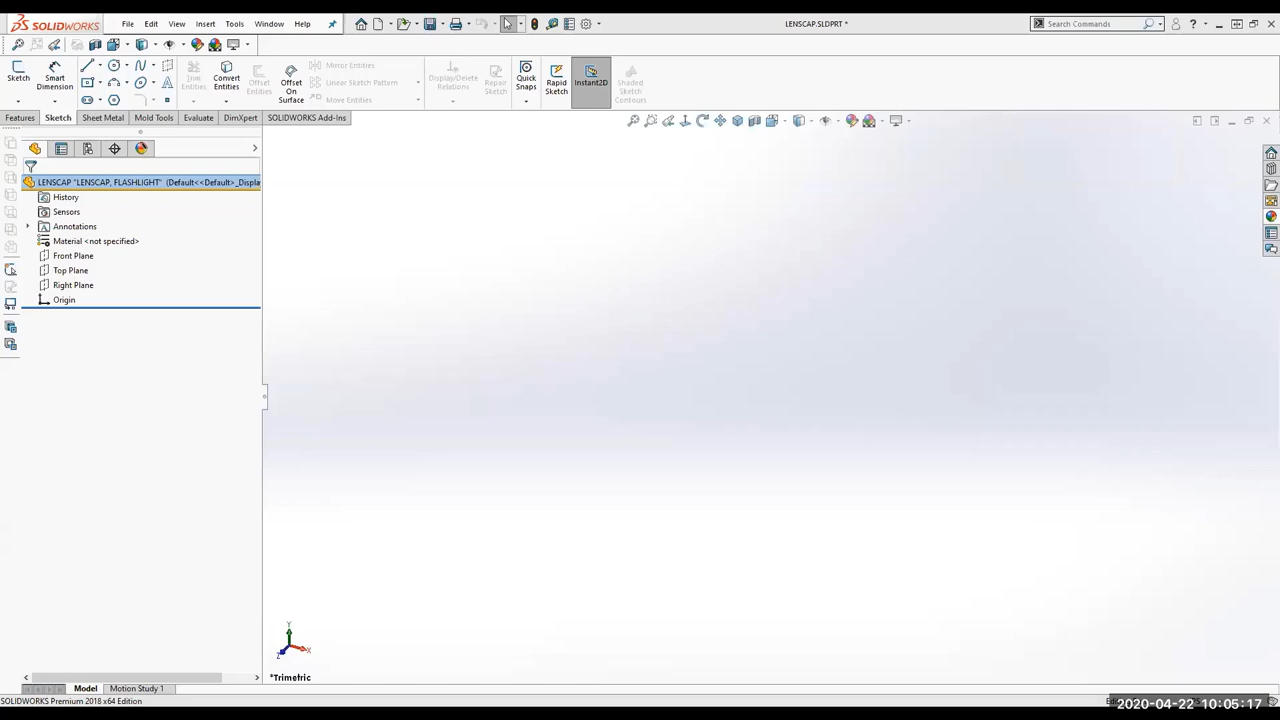 SOLIDWORKS
File Edit View Insert Tools Window Help
LENSCAP.SLDPRT *
Search Commands
Sketch
Smart Dimension
Trim Entities
Convert Entities
Offset Entities
Offset On Surface
Mirror Entities
Linear Sketch Pattern
Move Entities
Display/Delete Relations
Repair Sketch
Quick Snaps
Rapid Sketch
Instant2D
Shaded Sketch Contours
Features Sketch Sheet Metal Mold Tools Evaluate DimXpert SOLIDWORKS Add-Ins
LENSCAP "LENSCAP, FLASHLIGHT" (Default<<Default>_Displa
History
Sensors
Annotations
Material <not specified>
Front Plane
Top Plane
Right Plane
Origin
Y
X
Z
*Trimetric
Model Motion Study 1
SOLIDWORKS Premium 2018 x64 Edition
2020-04-22 10:05:17